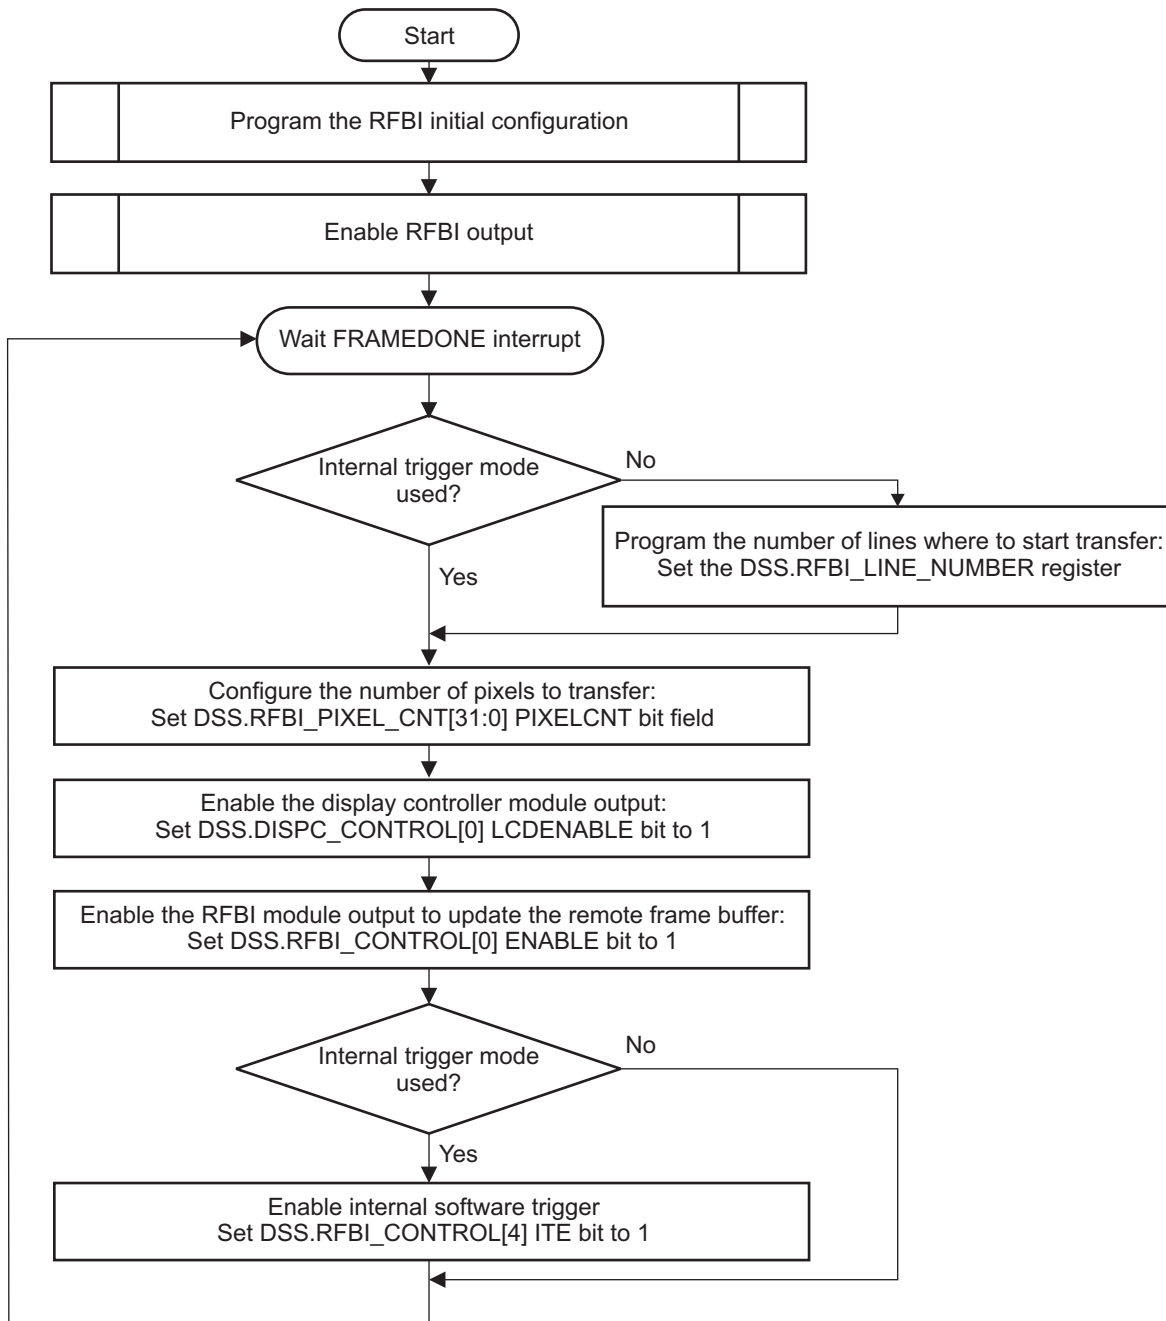 Start
Program the RFBI initial configuration
Enable RFBI output
Wait FRAMEDONE interrupt
Internal trigger mode
used?
No
Program the number of lines where to start transfer:
Set the DSS.RFBI_LINE_NUMBER register
Yes
Configure the number of pixels to transfer:
Set DSS.RFBI_PIXEL_CNT[31:0] PIXELCNT bit field
Enable the display controller module output:
Set DSS.DISPC_CONTROL[0] LCDENABLE bit to 1
Enable the RFBI module output to update the remote frame buffer:
Set DSS.RFBI_CONTROL[0] ENABLE bit to 1
Internal trigger mode
used?
No
Yes
Enable internal software trigger
Set DSS.RFBI_CONTROL[4] ITE bit to 1